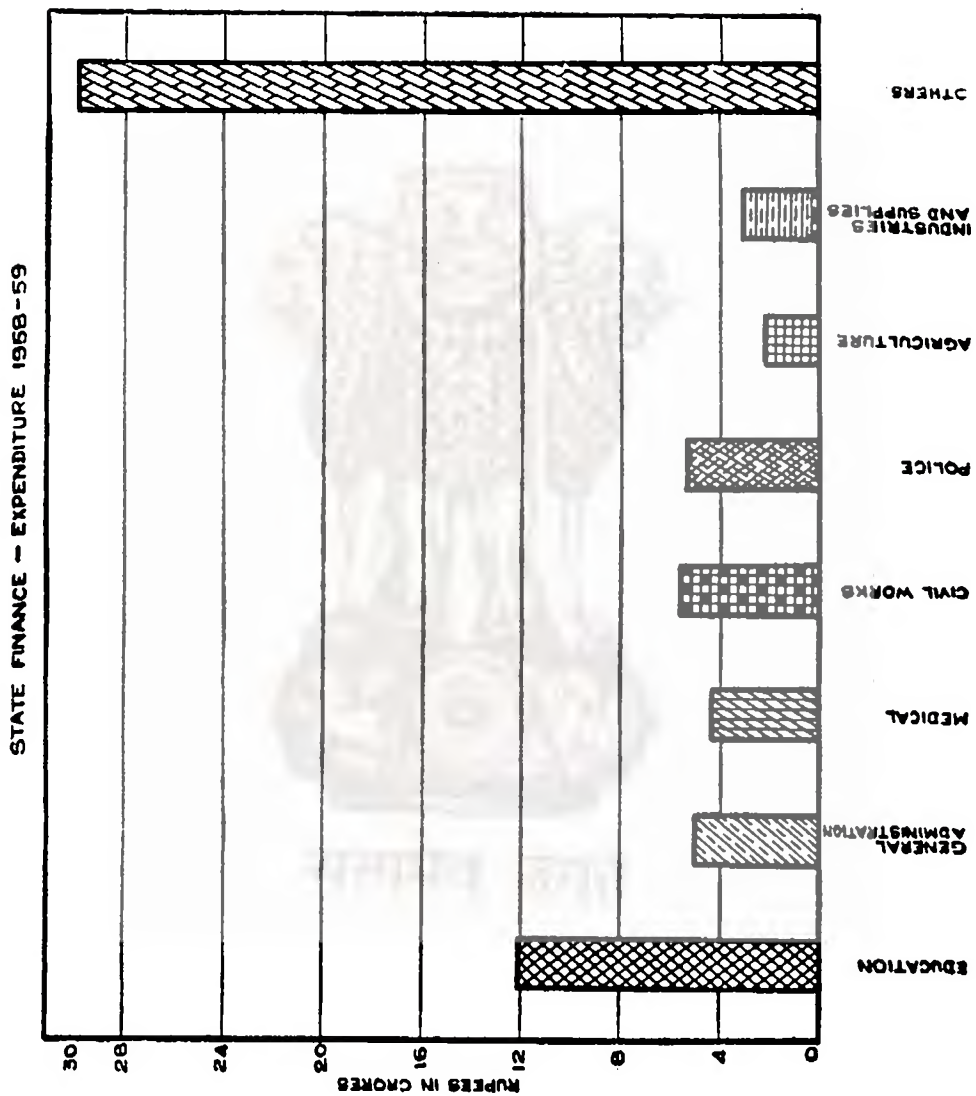 STATE FINANCE — EXPENDITURE 1958-59
RUPEES IN CRORES
30
28
24
20
16
12
8
4
0
EDUCATION
GENERAL
ADMINISTRATION
MEDICAL
CIVIL WORKS
POLICE
AGRICULTURE
INDUSTRIES
AND SUPPLIES
OTHERS